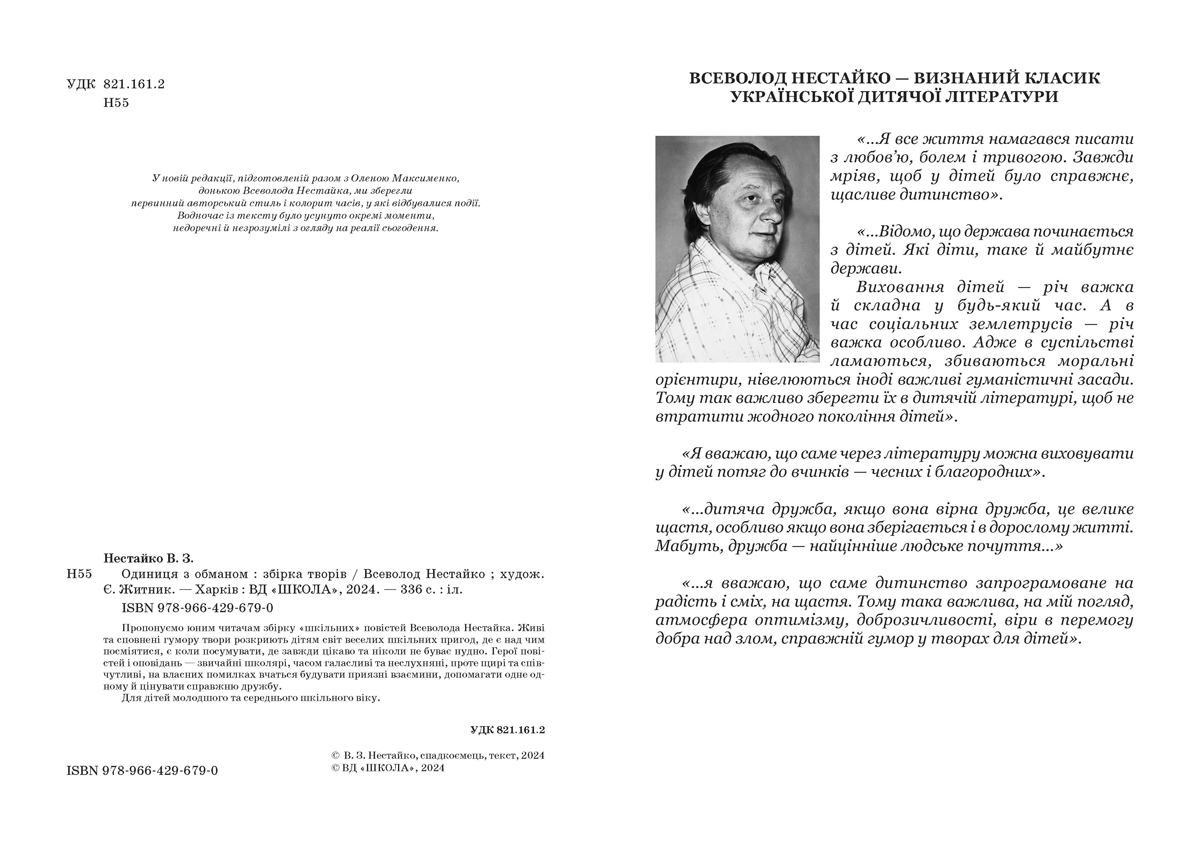 УДК 821.161.2
Н55
У новій редакції, підготовленій разом з Оленою Максименко,
донькою Всеволода Нестайка, ми зберегли
первинний авторський стиль і колорит часів, у які відбувалися події.
Водночас із тексту було усунуто окремі моменти,
недоречні й незрозумілі з огляду на реалії сьогодення.
Нестайко В. З.
Н55 Одиниця з обманом : збірка творів / Всеволод Нестайко ; худож.
Є. Житник. — Харків : ВД «ШКОЛА», 2024. — 336 с. : іл.
ISBN 978-966-429-679-0
Пропонуємо юним читачам збірку «шкільних» повістей Всеволода Нестайка. Живі
та сповнені гумору твори розкриють дітям світ веселих шкільних пригод, де є над чим
посміятися, є коли посумувати, де завжди цікаво та ніколи не буває нудно. Герої пові-
стей і оповідань — звичайні школярі, часом галасливі та неслухняні, проте щирі та спів-
чутливі, на власних помилках вчаться будувати приязні взаємини, допомагати одне од-
ному й цінувати справжню дружбу.
Для дітей молодшого та середнього шкільного віку.
УДК 821.161.2
© В. З. Нестайко, спадкоємець, текст, 2024
ISBN 978-966-429-679-0 © ВД «ШКОЛА», 2024
ВСЕВОЛОД НЕСТАЙКО — ВИЗНАНИЙ КЛАСИК
УКРАЇНСЬКОЇ ДИТЯЧОЇ ЛІТЕРАТУРИ
«...Я все життя намагався писати
з любов’ю, болем і тривогою. Завжди
мріяв, щоб у дітей було справжнє,
щасливе дитинство».
«...Відомо, що держава починається
з дітей. Які діти, таке й майбутнє
держави.
Виховання дітей — річ важка
й складна у будь-який час. А в
час соціальних землетрусів — річ
важка особливо. Адже в суспільстві
ламаються, збиваються моральні
орієнтири, нівелюються іноді важливі гуманістичні засади.
Тому так важливо зберегти їх в дитячій літературі, щоб не
втратити жодного покоління дітей».
«Я вважаю, що саме через літературу можна виховувати
у дітей потяг до вчинків — чесних і благородних».
«...дитяча дружба, якщо вона вірна дружба, це велике
щастя, особливо якщо вона зберігається і в дорослому житті.
Мабуть, дружба — найцінніше людське почуття...»
«...я вважаю, що саме дитинство запрограмоване на
радість і сміх, на щастя. Тому така важлива, на мій погляд,
атмосфера оптимізму, доброзичливості, віри в перемогу
добра над злом, справжній гумор у творах для дітей».